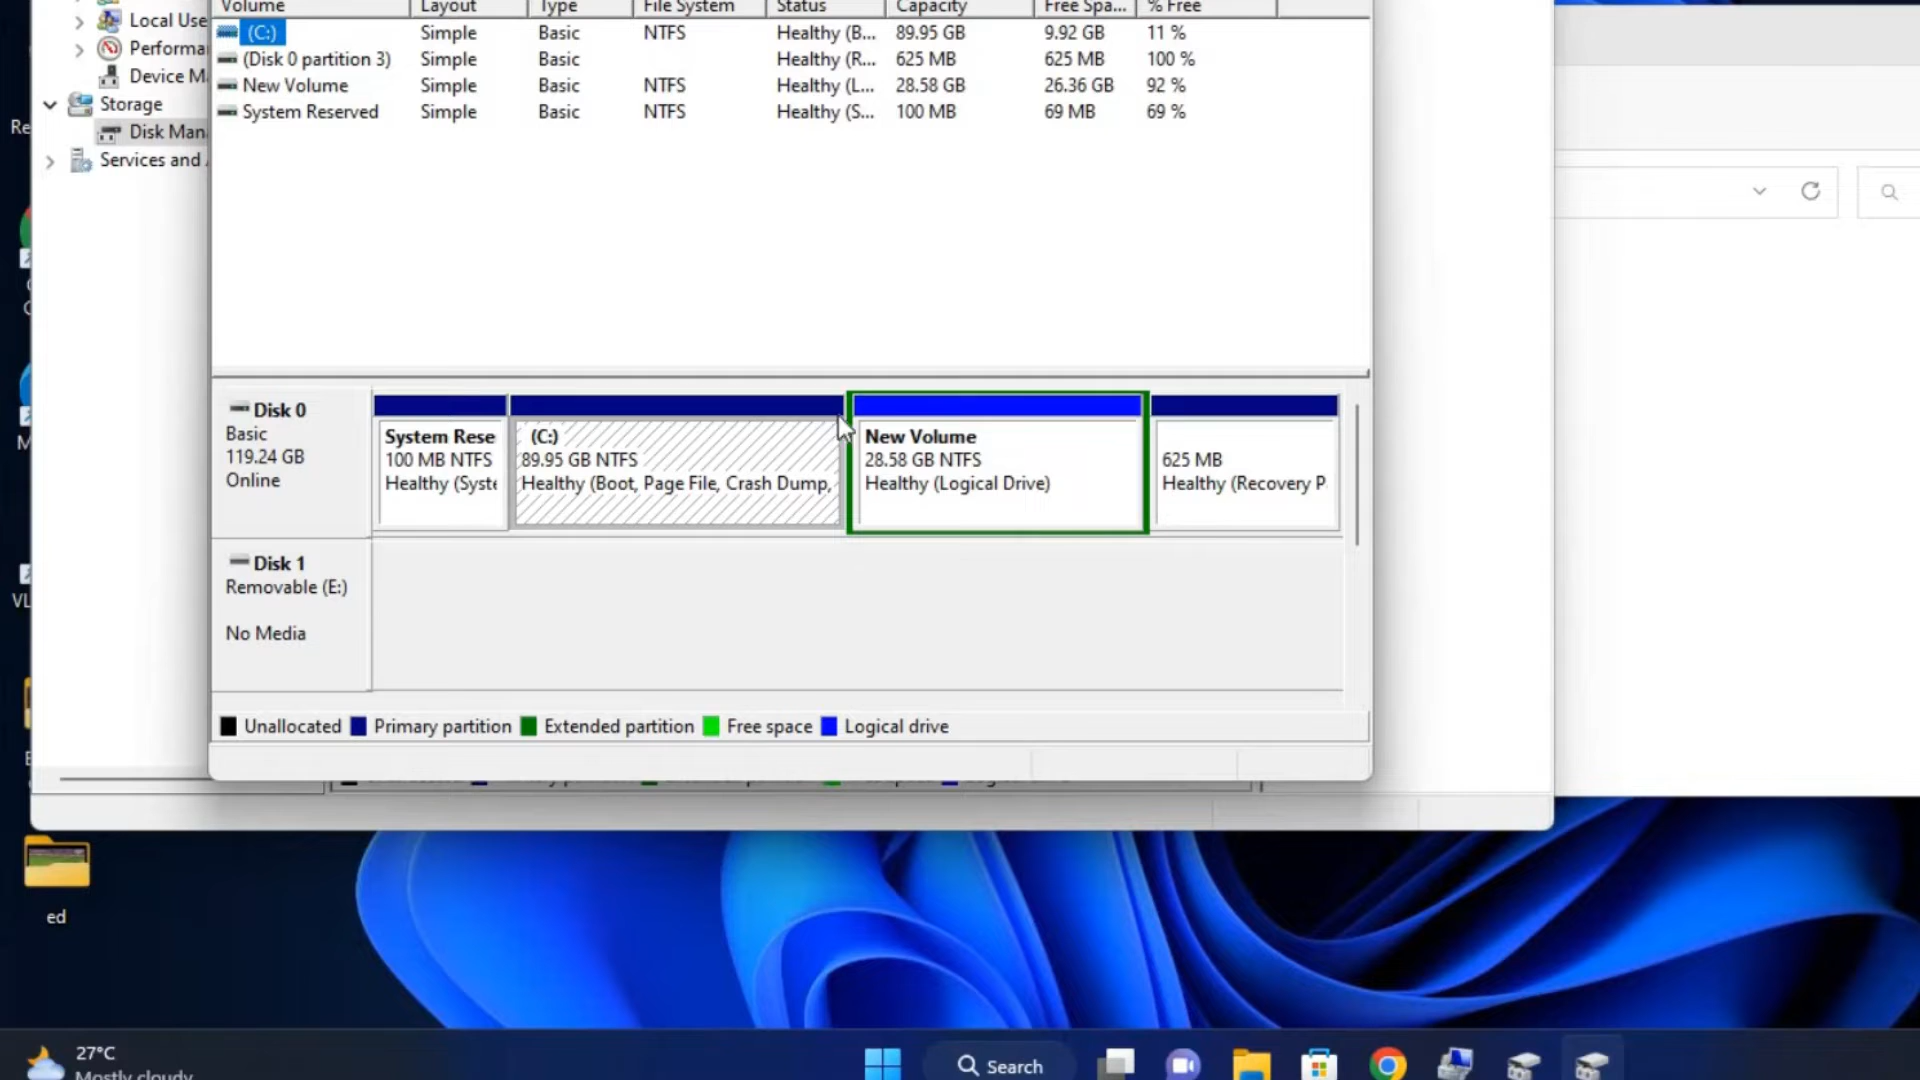 Volume Layout Type File System Status Capacity Free Spa... % Free
(C:) Simple Basic NTFS Healthy (B... 89.95 GB 9.92 GB 11 %
(Disk 0 partition 3) Simple Basic Healthy (R... 625 MB 625 MB 100 %
New Volume Simple Basic NTFS Healthy (L... 28.58 GB 26.36 GB 92 %
System Reserved Simple Basic NTFS Healthy (S... 100 MB 69 MB 69 %
Local Use
Performa
Device M
Storage
Disk Man
Services and
Re
VL
Disk 0
Basic
119.24 GB
Online
System Rese
100 MB NTFS
Healthy (Syste
(C:)
89.95 GB NTFS
Healthy (Boot, Page File, Crash Dump,
New Volume
28.58 GB NTFS
Healthy (Logical Drive)
625 MB
Healthy (Recovery P
Disk 1
Removable (E:)
No Media
Unallocated Primary partition Extended partition Free space Logical drive
ed
27°C
Mostly cloudy
Search